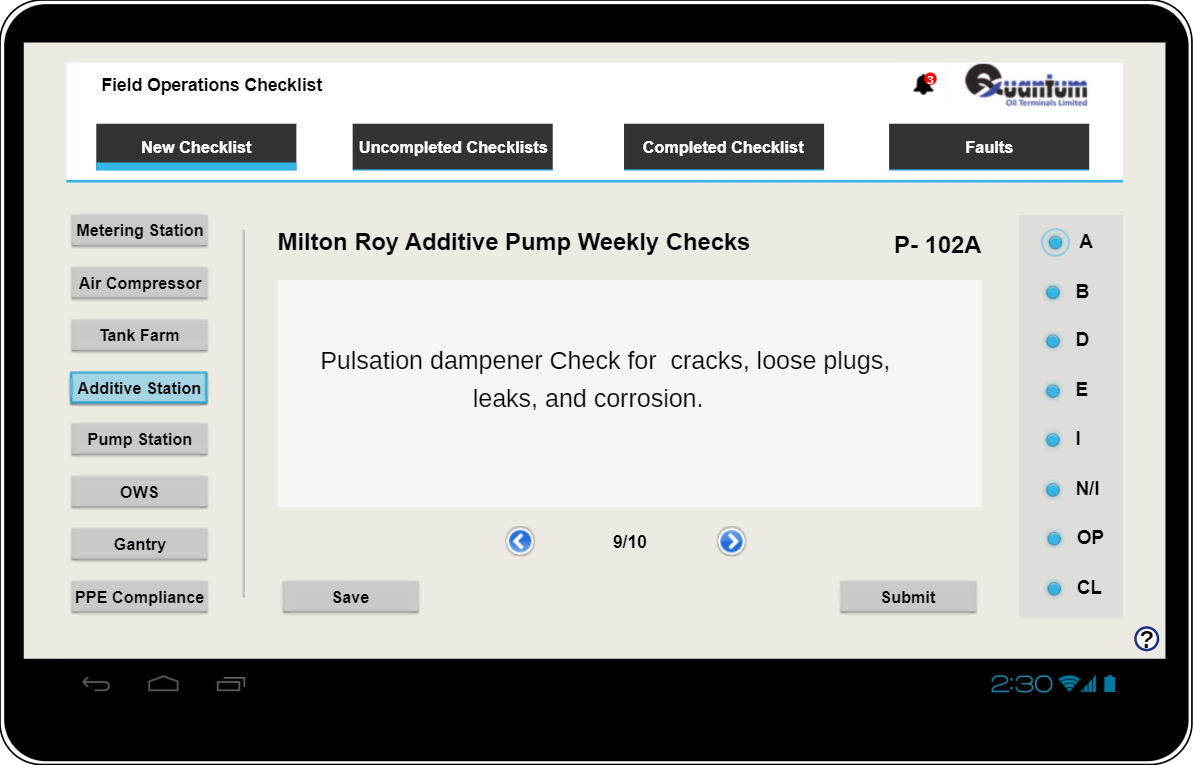 Field Operations Checklist
3
Quantum
Oil Terminals Limited
New Checklist
Uncompleted Checklists
Completed Checklist
Faults
Metering Station
Air Compressor
Tank Farm
Additive Station
Pump Station
OWS
Gantry
PPE Compliance
Milton Roy Additive Pump Weekly Checks
P- 102A
Pulsation dampener Check for  cracks, loose plugs,
leaks, and corrosion.
9/10
Save
Submit
A
B
D
E
I
N/I
OP
CL
?
2:30